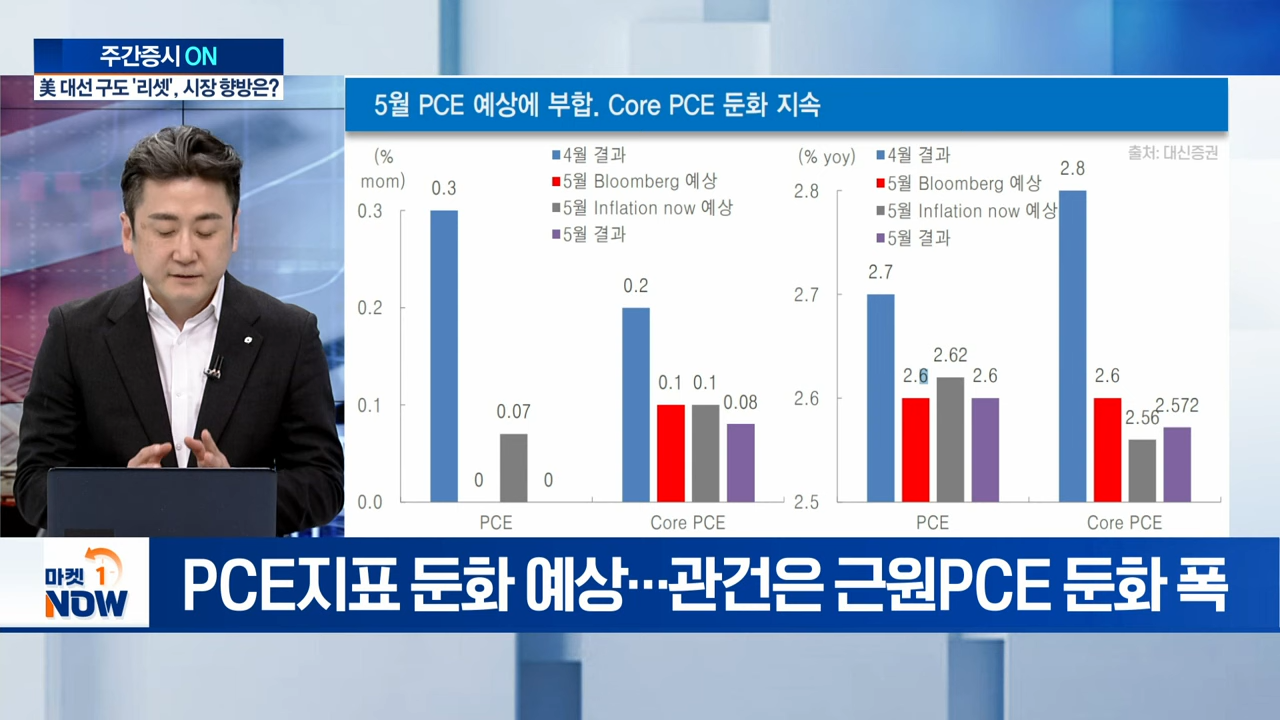 주간증시 ON
美 대선 구도 '리셋', 시장 향방은?
5월 PCE 예상에 부합. Core PCE 둔화 지속
출처: 대신증권
(% mom)
4월 결과
5월 Bloomberg 예상
5월 Inflation now 예상
5월 결과
0.3
0.2
0.1
0.0
0.3
0
0.07
0
0.2
0.1
0.1
0.08
PCE
Core PCE
(% yoy)
4월 결과
5월 Bloomberg 예상
5월 Inflation now 예상
5월 결과
2.8
2.7
2.6
2.5
2.7
2.6
2.62
2.6
2.8
2.6
2.56
2.572
PCE
Core PCE
마켓 1
NOW
PCE지표 둔화 예상…관건은 근원PCE 둔화 폭